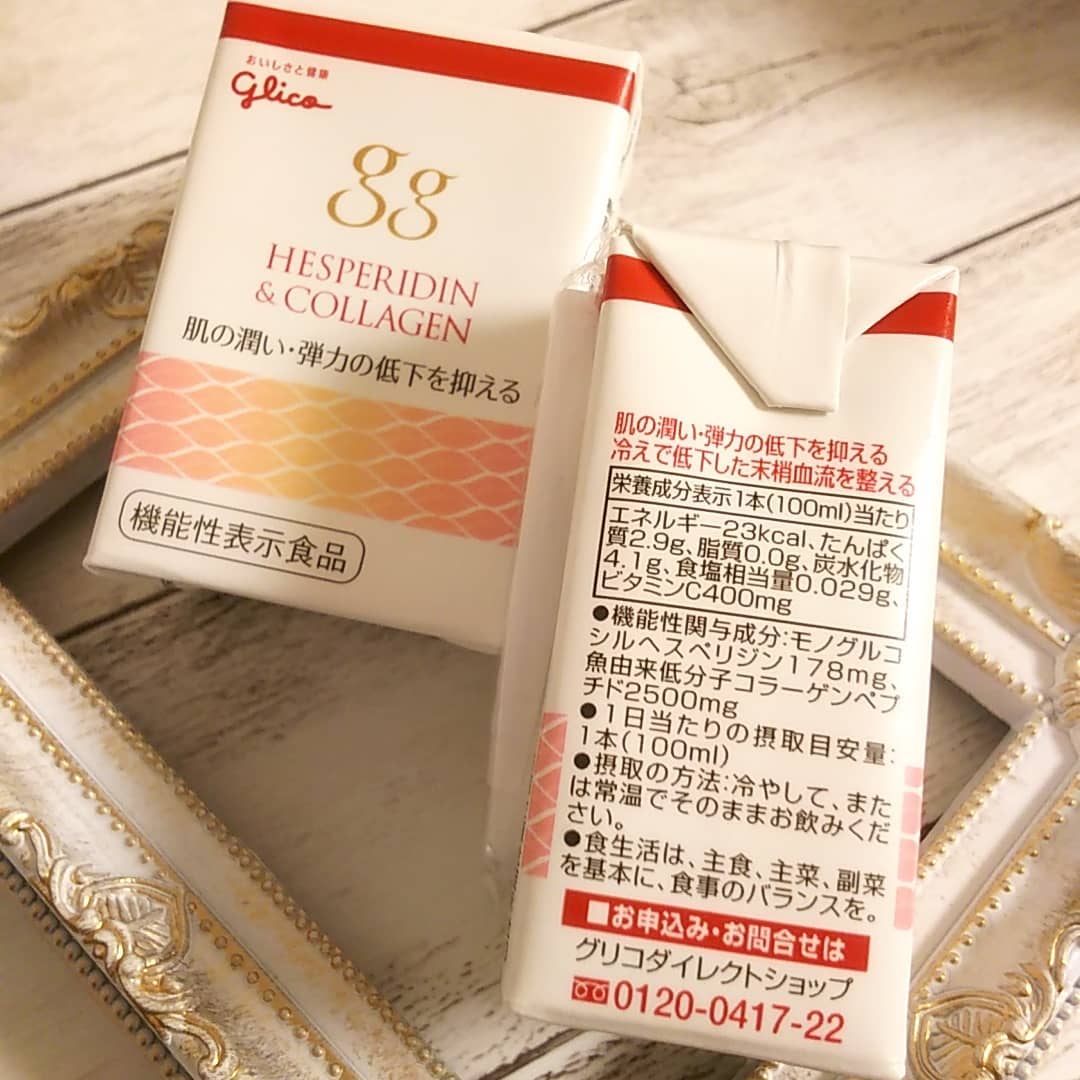 おいしさと健康
Glico
gg
HESPERIDIN
& COLLAGEN
肌の潤い・弾力の低下を抑える
機能性表示食品
肌の潤い・弾力の低下を抑える
冷えで低下した末梢血流を整える
栄養成分表示1本(100ml)当たり
エネルギー23kcal、たんぱく
質2.9g、脂質0.0g、炭水化物
4.1g、食塩相当量0.029g、
ビタミンC400mg
●機能性関与成分:モノグルコ
シルヘスペリジン178mg、
魚由来低分子コラーゲンペプ
チド2500mg
●1日当たりの摂取目安量:
1本(100ml)
●摂取の方法:冷やして、また
は常温でそのままお飲みくだ
さい。
●食生活は、主食、主菜、副菜
を基本に、食事のバランスを。
■お申込み・お問合せは
グリコダイレクトショップ
0120-0417-22